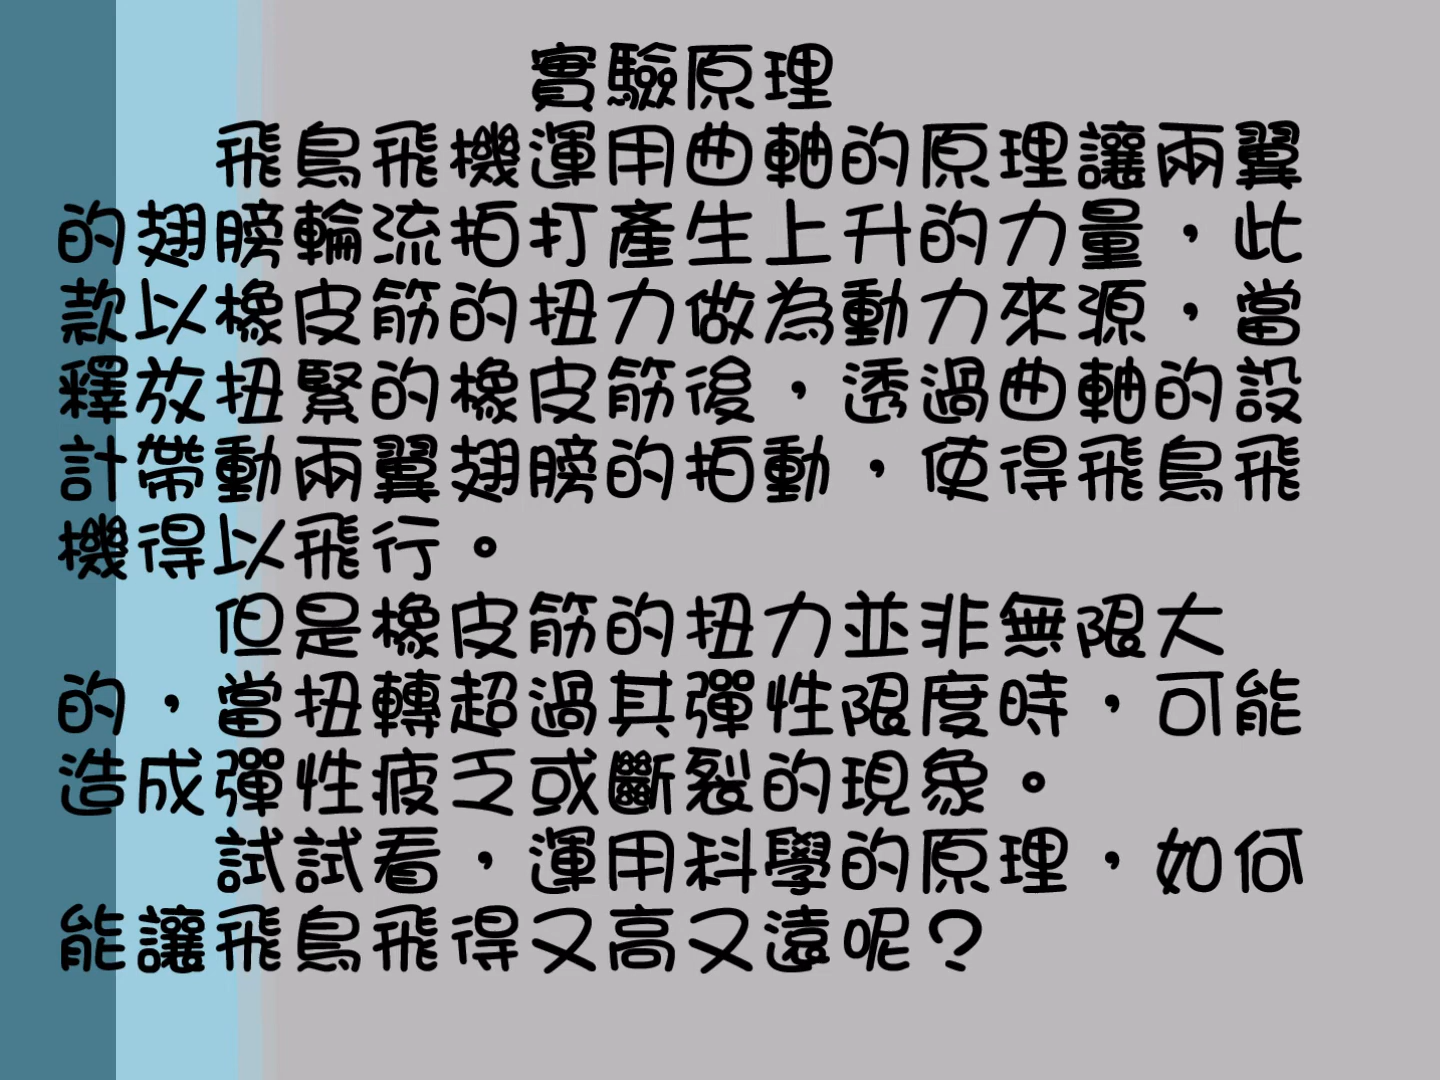 實驗原理
飛鳥飛機運用曲軸的原理讓兩翼
的翅膀輪流拍打產生上升的力量，此
款以橡皮筋的扭力做為動力來源，當
釋放扭緊的橡皮筋後，透過曲軸的設
計帶動兩翼翅膀的拍動，使得飛鳥飛
機得以飛行。
但是橡皮筋的扭力並非無限大
的，當扭轉超過其彈性限度時，可能
造成彈性疲乏或斷裂的現象。
試試看，運用科學的原理，如何
能讓飛鳥飛得又高又遠呢？